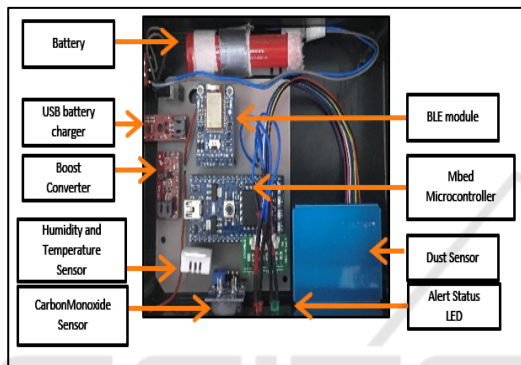 Battery
USB battery
charger
Boost
Converter
Humidity and
Temperature
Sensor
CarbonMonoxide
Sensor
BLE module
Mbed
Microcontroller
Dust Sensor
Alert Status
LED